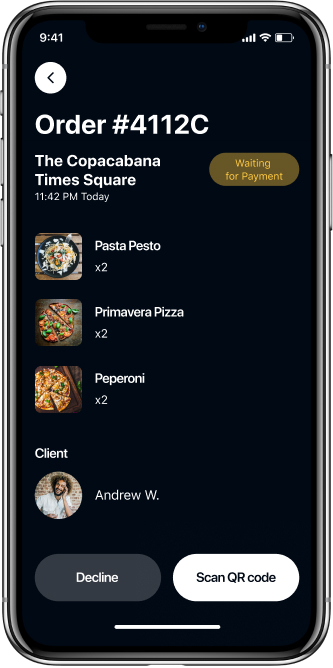 9:41
Order #4112C
The Copacabana
Times Square
Waiting
for Payment
11:42 PM Today
Pasta Pesto
x2
Primavera Pizza
x2
Peperoni
x2
Client
Andrew W.
Decline
Scan QR code